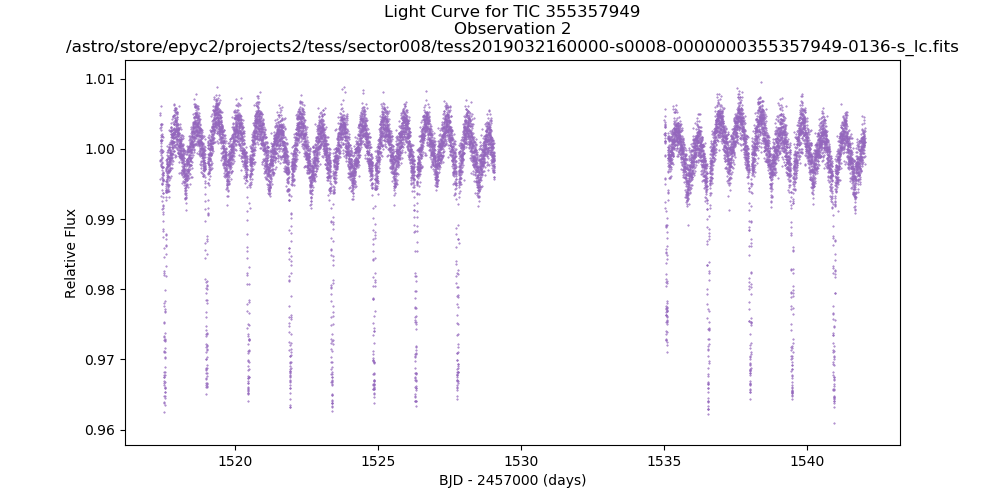 Light Curve for TIC 355357949
Observation 2
/astro/store/epyc2/projects2/tess/sector008/tess2019032160000-s0008-0000000355357949-0136-s_lc.fits
1.01
1.00
0.99
0.98
0.97
0.96
Relative Flux
1520
1525
1530
1535
1540
BJD - 2457000 (days)